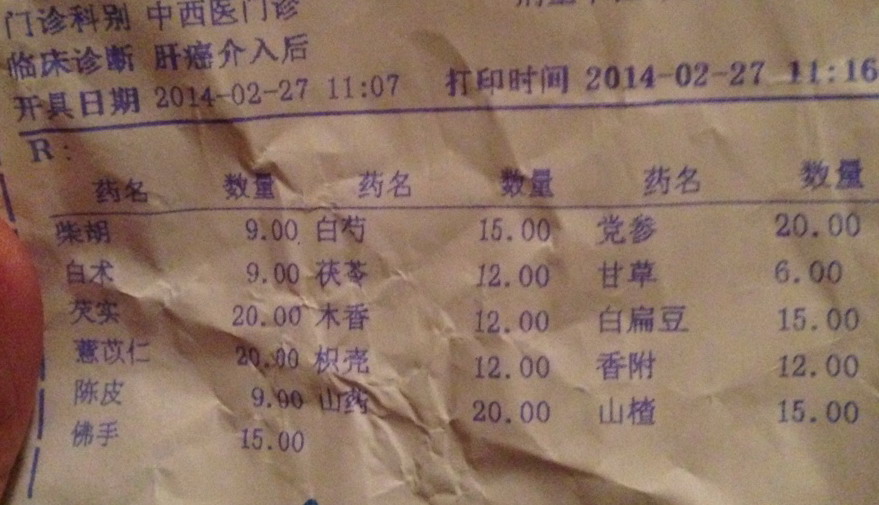 门诊科别 中西医门诊
临床诊断 肝癌介入后
开具日期 2014-02-27 11:07 打印时间 2014-02-27 11:16
R:
药名 数量 药名 数量 药名 数量
柴胡 9.00 白芍 15.00 党参 20.00
白术 9.00 茯苓 12.00 甘草 6.00
芡实 20.00 木香 12.00 白扁豆 15.00
薏苡仁 20.00 枳壳 12.00 香附 12.00
陈皮 9.00 山药 20.00 山楂 15.00
佛手 15.00